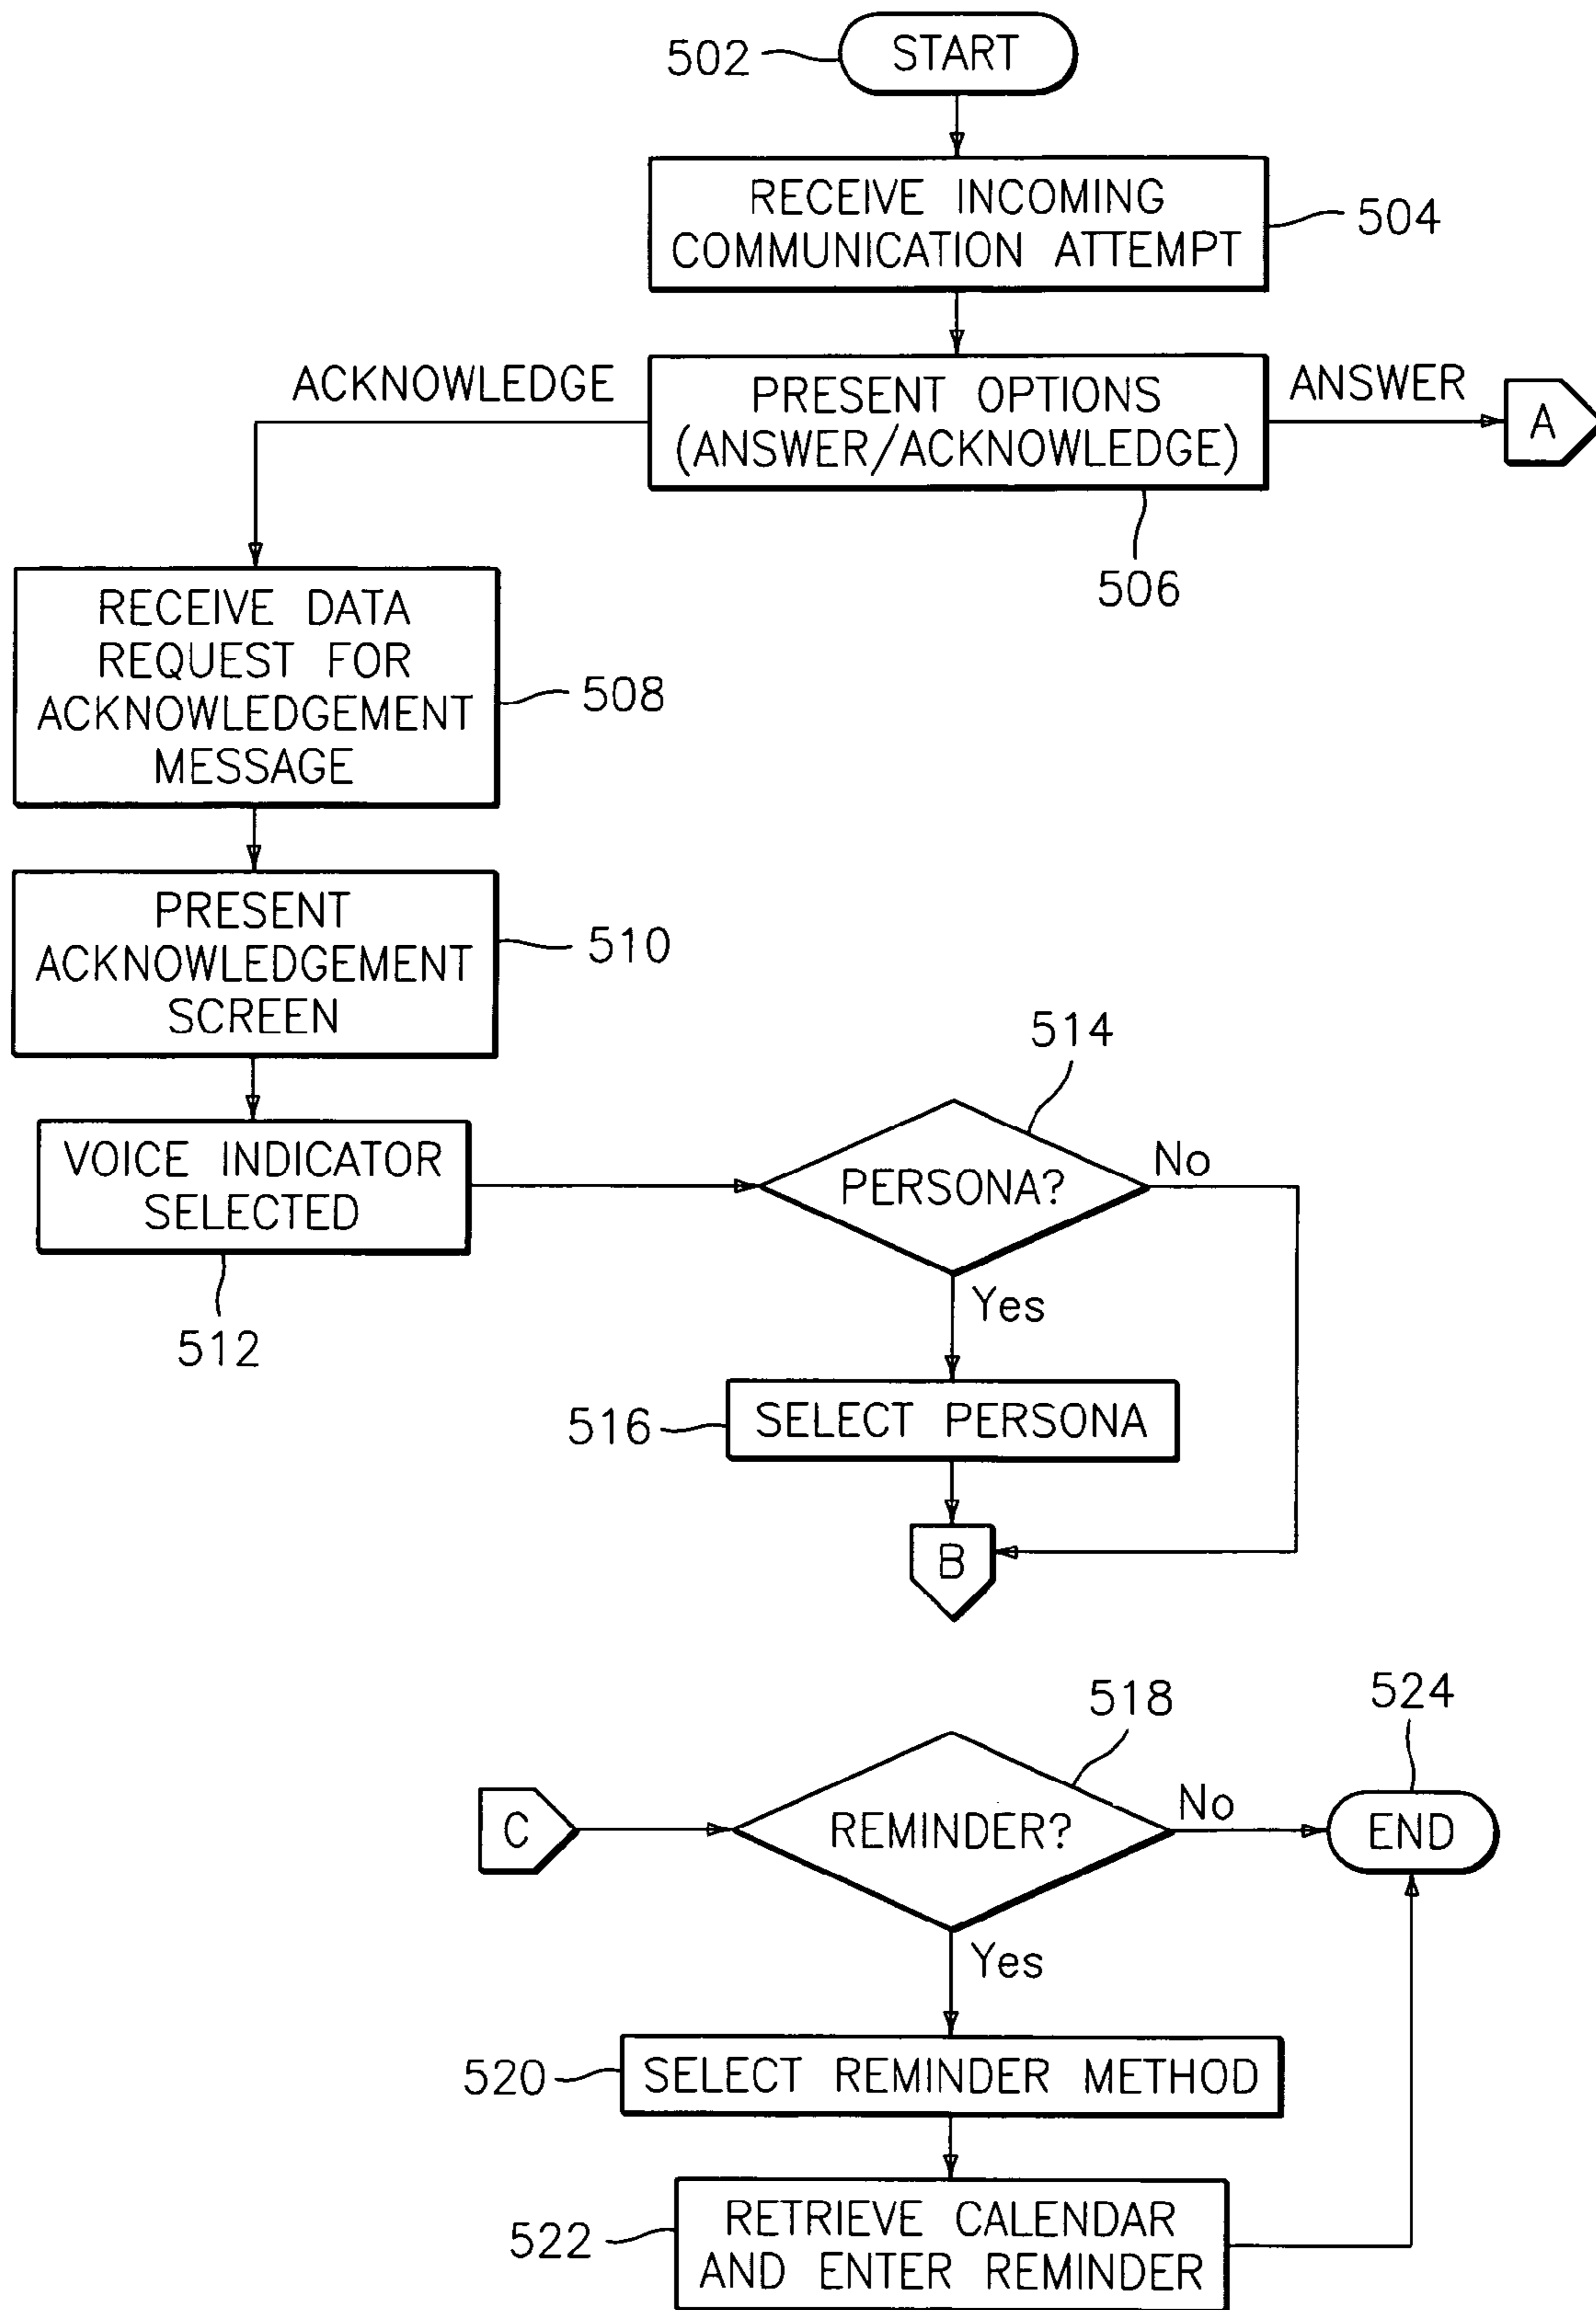 502
START
RECEIVE INCOMING
COMMUNICATION ATTEMPT
504
ACKNOWLEDGE
PRESENT OPTIONS
(ANSWER/ACKNOWLEDGE)
ANSWER
A
506
RECEIVE DATA
REQUEST FOR
ACKNOWLEDGEMENT
MESSAGE
508
PRESENT
ACKNOWLEDGEMENT
SCREEN
510
VOICE INDICATOR
SELECTED
512
514
PERSONA?
No
Yes
516
SELECT PERSONA
B
C
518
REMINDER?
No
524
END
Yes
520
SELECT REMINDER METHOD
522
RETRIEVE CALENDAR
AND ENTER REMINDER